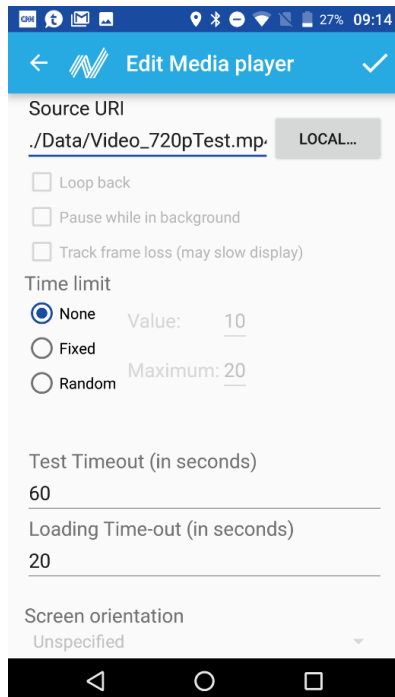 CNN 27% 09:14
Edit Media player
Source URI
./Data/Video_720pTest.mp4 LOCAL...
Loop back
Pause while in background
Track frame loss (may slow display)
Time limit
None Value: 10
Fixed
Maximum: 20
Random
Test Timeout (in seconds)
60
Loading Time-out (in seconds)
20
Screen orientation
Unspecified